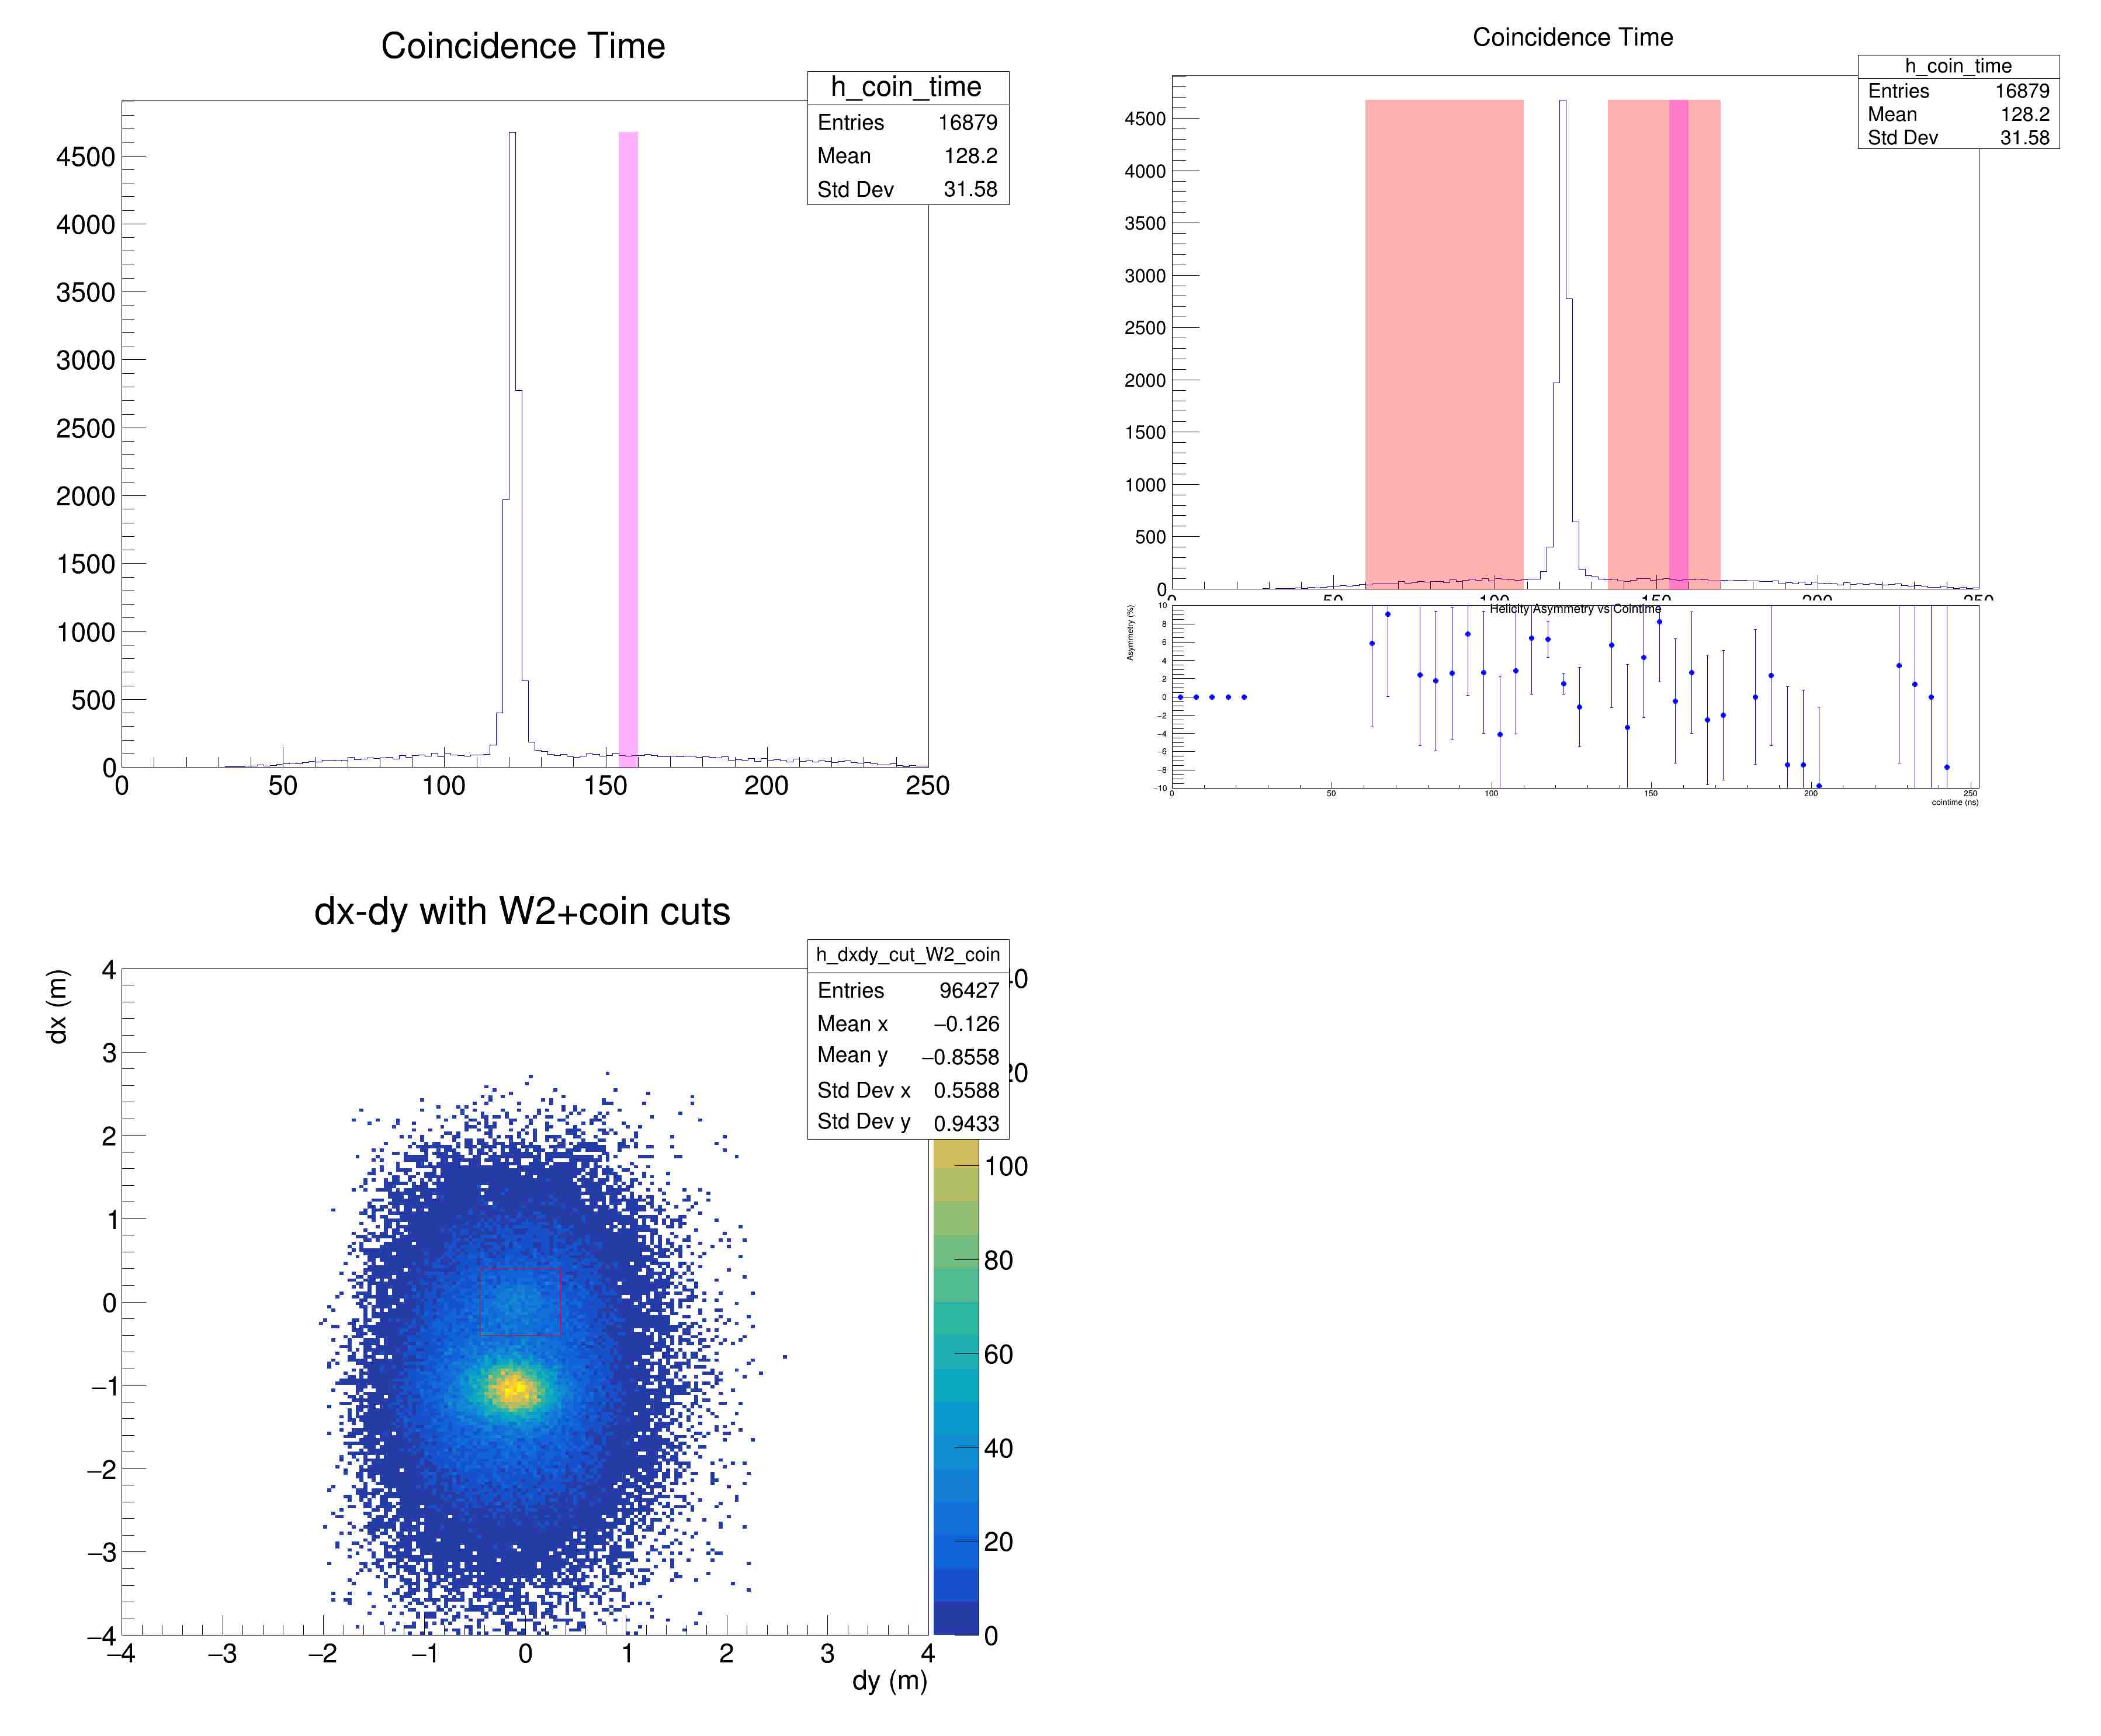 Coincidence Time
h_coin_time
Entries 16879
Mean 128.2
Std Dev 31.58
4500
4000
3500
3000
2500
2000
1500
1000
500
0
0 50 100 150 200 250
Coincidence Time
h_coin_time
Entries 16879
Mean 128.2
Std Dev 31.58
4500
4000
3500
3000
2500
2000
1500
1000
500
0
0 50 100 150 200 250
Helicity Asymmetry vs Cointime
Asymmetry (%)
10
8
6
4
2
0
−2
−4
−6
−8
−10
0 50 100 150 200 250
cointime (ns)
dx-dy with W2+coin cuts
h_dxdy_cut_W2_coin
Entries 96427
Mean x −0.126
Mean y −0.8558
Std Dev x 0.5588
Std Dev y 0.9433
dx (m)
4
3
2
1
0
−1
−2
−3
−4
−4 −3 −2 −1 0 1 2 3 4
dy (m)
100
80
60
40
20
0